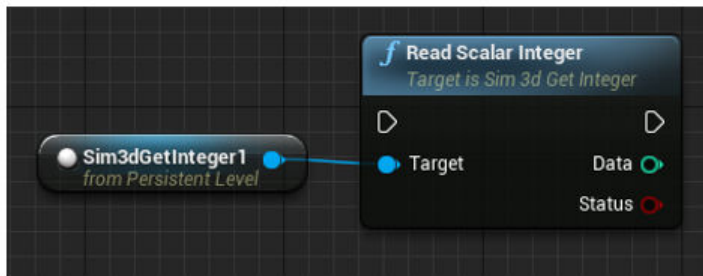 f Read Scalar Integer
Target is Sim 3d Get Integer
Sim3dGetInteger1
from Persistent Level
Target
Data
Status